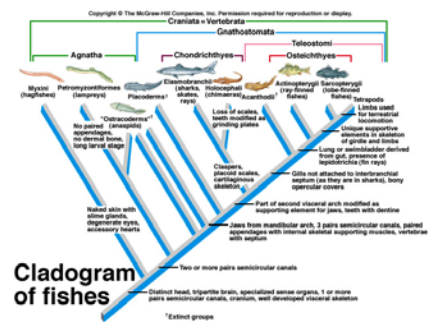 Copyright © The McGraw-Hill Companies, Inc. Permission required for reproduction or display.
Craniata = Vertebrata
Gnathostomata
Teleostomi
Agnatha
Chondrichthyes
Osteichthyes
Myxini
(hagfishes)
Petromyzontiformes
(lampreys)
Placoderms†
Elasmobranchii
(sharks,
skates,
rays)
Holocephali
(chimaeras)
Acanthodii†
Actinopterygii
(ray-finned
fishes)
Sarcopterygii
(lobe-finned
fishes)
Tetrapods
"Ostracoderms"†
(anaspids)
No paired
appendages,
no dermal bone,
long larval stage
Loss of scales,
teeth modified as
grinding plates
Limbs used
for terrestrial
locomotion
Unique supportive
elements in skeleton
of girdle and limbs
Lung or swimbladder derived
from gut, presence of
lepidotrichia (fin rays)
Claspers,
placoid scales,
cartilaginous
skeleton
Gills not attached to interbranchial
septum (as they are in sharks), bony
opercular covers
Naked skin with
slime glands,
degenerate eyes,
accessory hearts
Part of second visceral arch modified as
supporting element for jaws, teeth with dentine
Jaws from mandibular arch, 3 pairs semicircular canals, paired
appendages with internal skeletal supporting muscles, vertebrae
with septum
Two or more pairs semicircular canals
Cladogram
of fishes
Distinct head, tripartite brain, specialized sense organs, 1 or more
pairs semicircular canals, cranium, well developed visceral skeleton
†Extinct groups